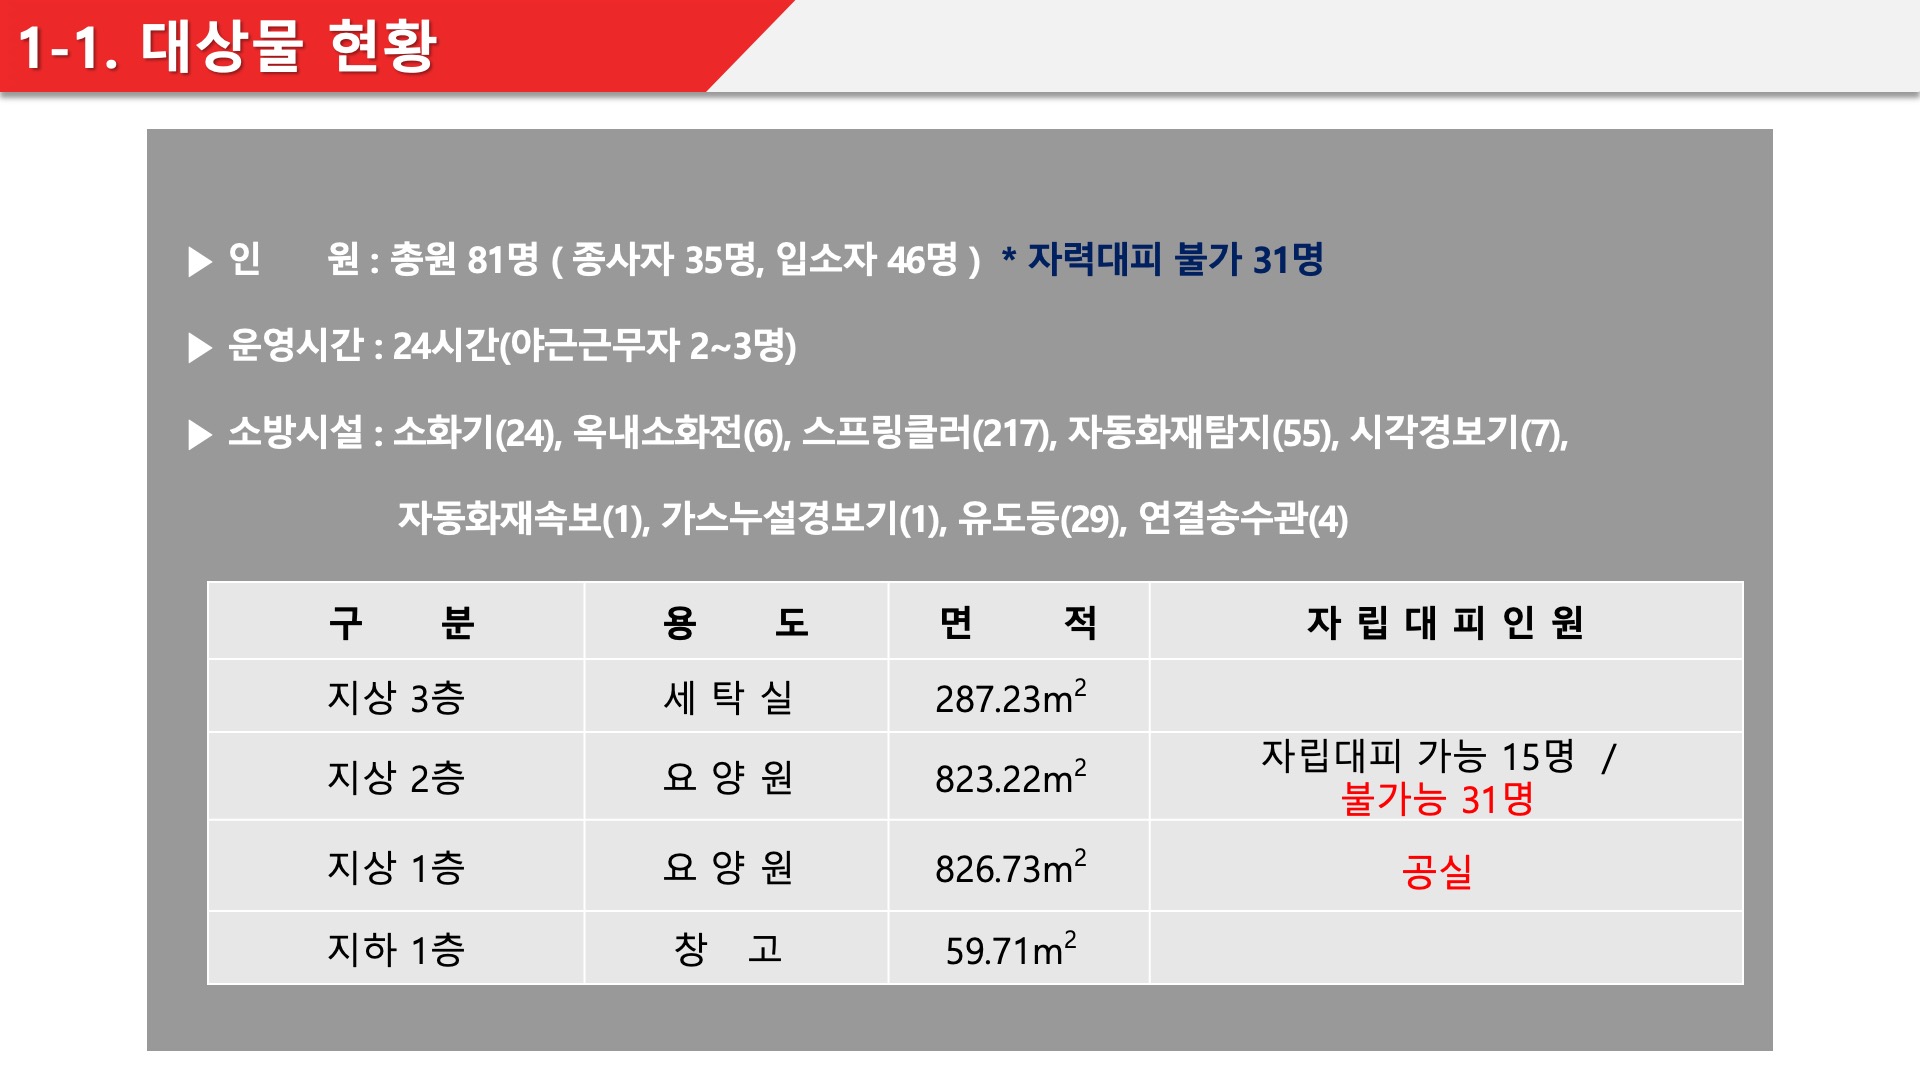 1-1. 대상물 현황
▶ 인 원 : 총원 81명 ( 종사자 35명, 입소자 46명 ) * 자력대피 불가 31명
▶ 운영시간 : 24시간(야근근무자 2~3명)
▶ 소방시설 : 소화기(24), 옥내소화전(6), 스프링클러(217), 자동화재탐지(55), 시각경보기(7),
자동화재속보(1), 가스누설경보기(1), 유도등(29), 연결송수관(4)
구 분 용 도 면 적 자 립 대 피 인 원
지상 3층 세 탁 실 287.23m²
지상 2층 요 양 원 823.22m² 자립대피 가능 15명 /
불가능 31명
지상 1층 요 양 원 826.73m² 공실
지하 1층 창 고 59.71m²